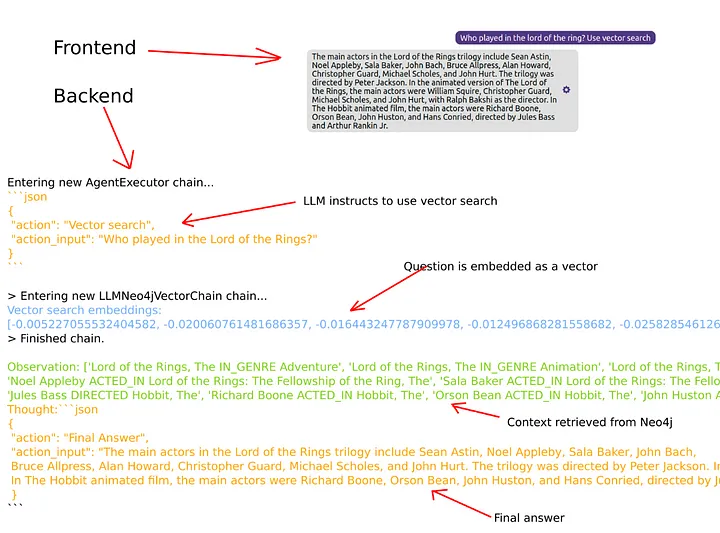 Who played in the lord of the ring? Use vector search
Frontend
The main actors in the Lord of the Rings trilogy include Sean Astin,
Noel Appleby, Sala Baker, John Bach, Bruce Allpress, Alan Howard,
Christopher Guard, Michael Scholes, and John Hurt. The trilogy was
directed by Peter Jackson. In the animated version of The Lord of
the Rings, the main actors were William Squire, Christopher Guard,
Michael Scholes, and John Hurt, with Ralph Bakshi as the director. In
The Hobbit animated film, the main actors were Richard Boone,
Orson Bean, John Huston, and Hans Conried, directed by Jules Bass
and Arthur Rankin Jr.
Backend
Entering new AgentExecutor chain...
```json
{
"action": "Vector search",
"action_input": "Who played in the Lord of the Rings?"
}
```
LLM instructs to use vector search
Question is embedded as a vector
> Entering new LLMNeo4jVectorChain chain...
Vector search embeddings:
[-0.005227055532404582, -0.020060761481686357, -0.016443247787909978, -0.012496868281558682, -0.025828546126
> Finished chain.
Observation: ['Lord of the Rings, The IN_GENRE Adventure', 'Lord of the Rings, The IN_GENRE Animation', 'Lord of the Rings, T
'Noel Appleby ACTED_IN Lord of the Rings: The Fellowship of the Ring, The', 'Sala Baker ACTED_IN Lord of the Rings: The Fello
'Jules Bass DIRECTED Hobbit, The', 'Richard Boone ACTED_IN Hobbit, The', 'Orson Bean ACTED_IN Hobbit, The', 'John Huston A
Thought:```json
{
"action": "Final Answer",
"action_input": "The main actors in the Lord of the Rings trilogy include Sean Astin, Noel Appleby, Sala Baker, John Bach,
Bruce Allpress, Alan Howard, Christopher Guard, Michael Scholes, and John Hurt. The trilogy was directed by Peter Jackson. In
In The Hobbit animated film, the main actors were Richard Boone, Orson Bean, John Huston, and Hans Conried, directed by Ju
}
```
Context retrieved from Neo4j
Final answer